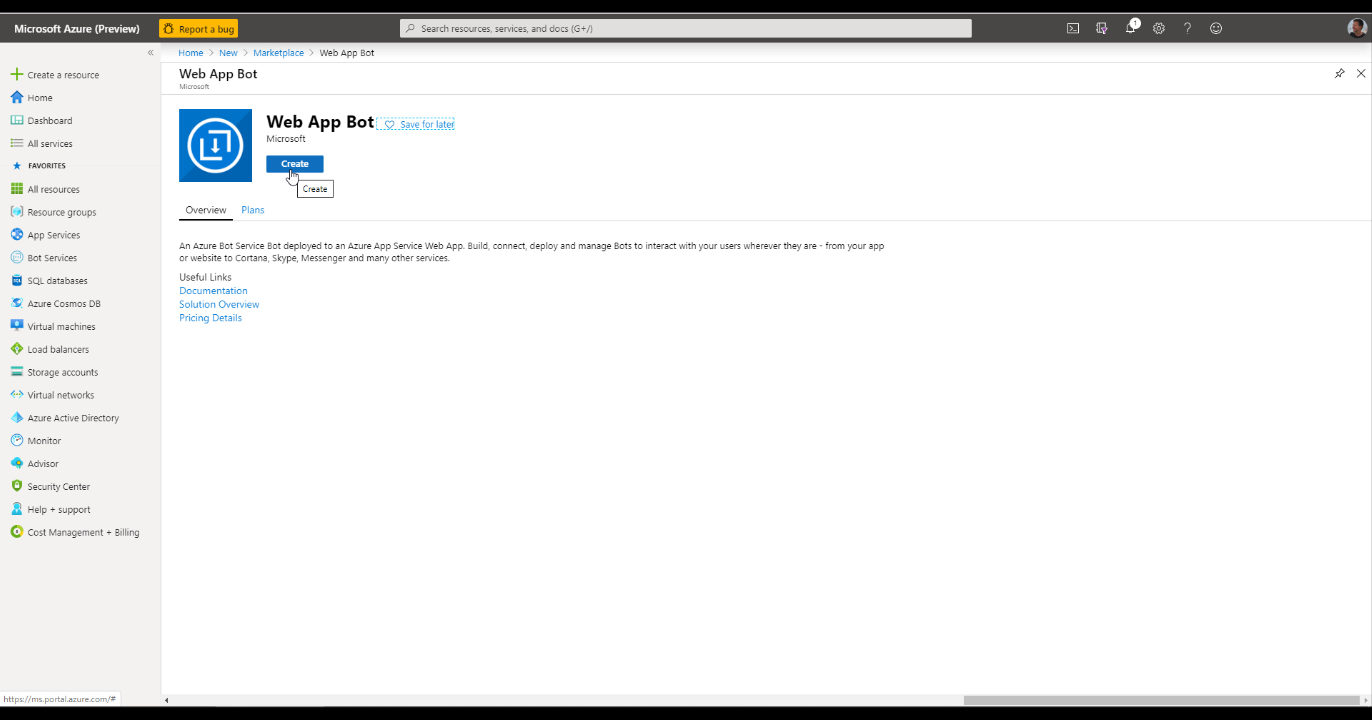 Microsoft Azure (Preview)
Report a bug
Search resources, services, and docs (G+/)
1
?
«
Create a resource
Home
Dashboard
All services
FAVORITES
All resources
Resource groups
App Services
Bot Services
SQL databases
Azure Cosmos DB
Virtual machines
Load balancers
Storage accounts
Virtual networks
Azure Active Directory
Monitor
Advisor
Security Center
Help + support
Cost Management + Billing
https://ms.portal.azure.com/#
Home > New > Marketplace > Web App Bot
Web App Bot
Microsoft
Web App Bot
Save for later
Microsoft
Create
Create
Overview Plans
An Azure Bot Service Bot deployed to an Azure App Service Web App. Build, connect, deploy and manage Bots to interact with your users wherever they are - from your app
or website to Cortana, Skype, Messenger and many other services.
Useful Links
Documentation
Solution Overview
Pricing Details